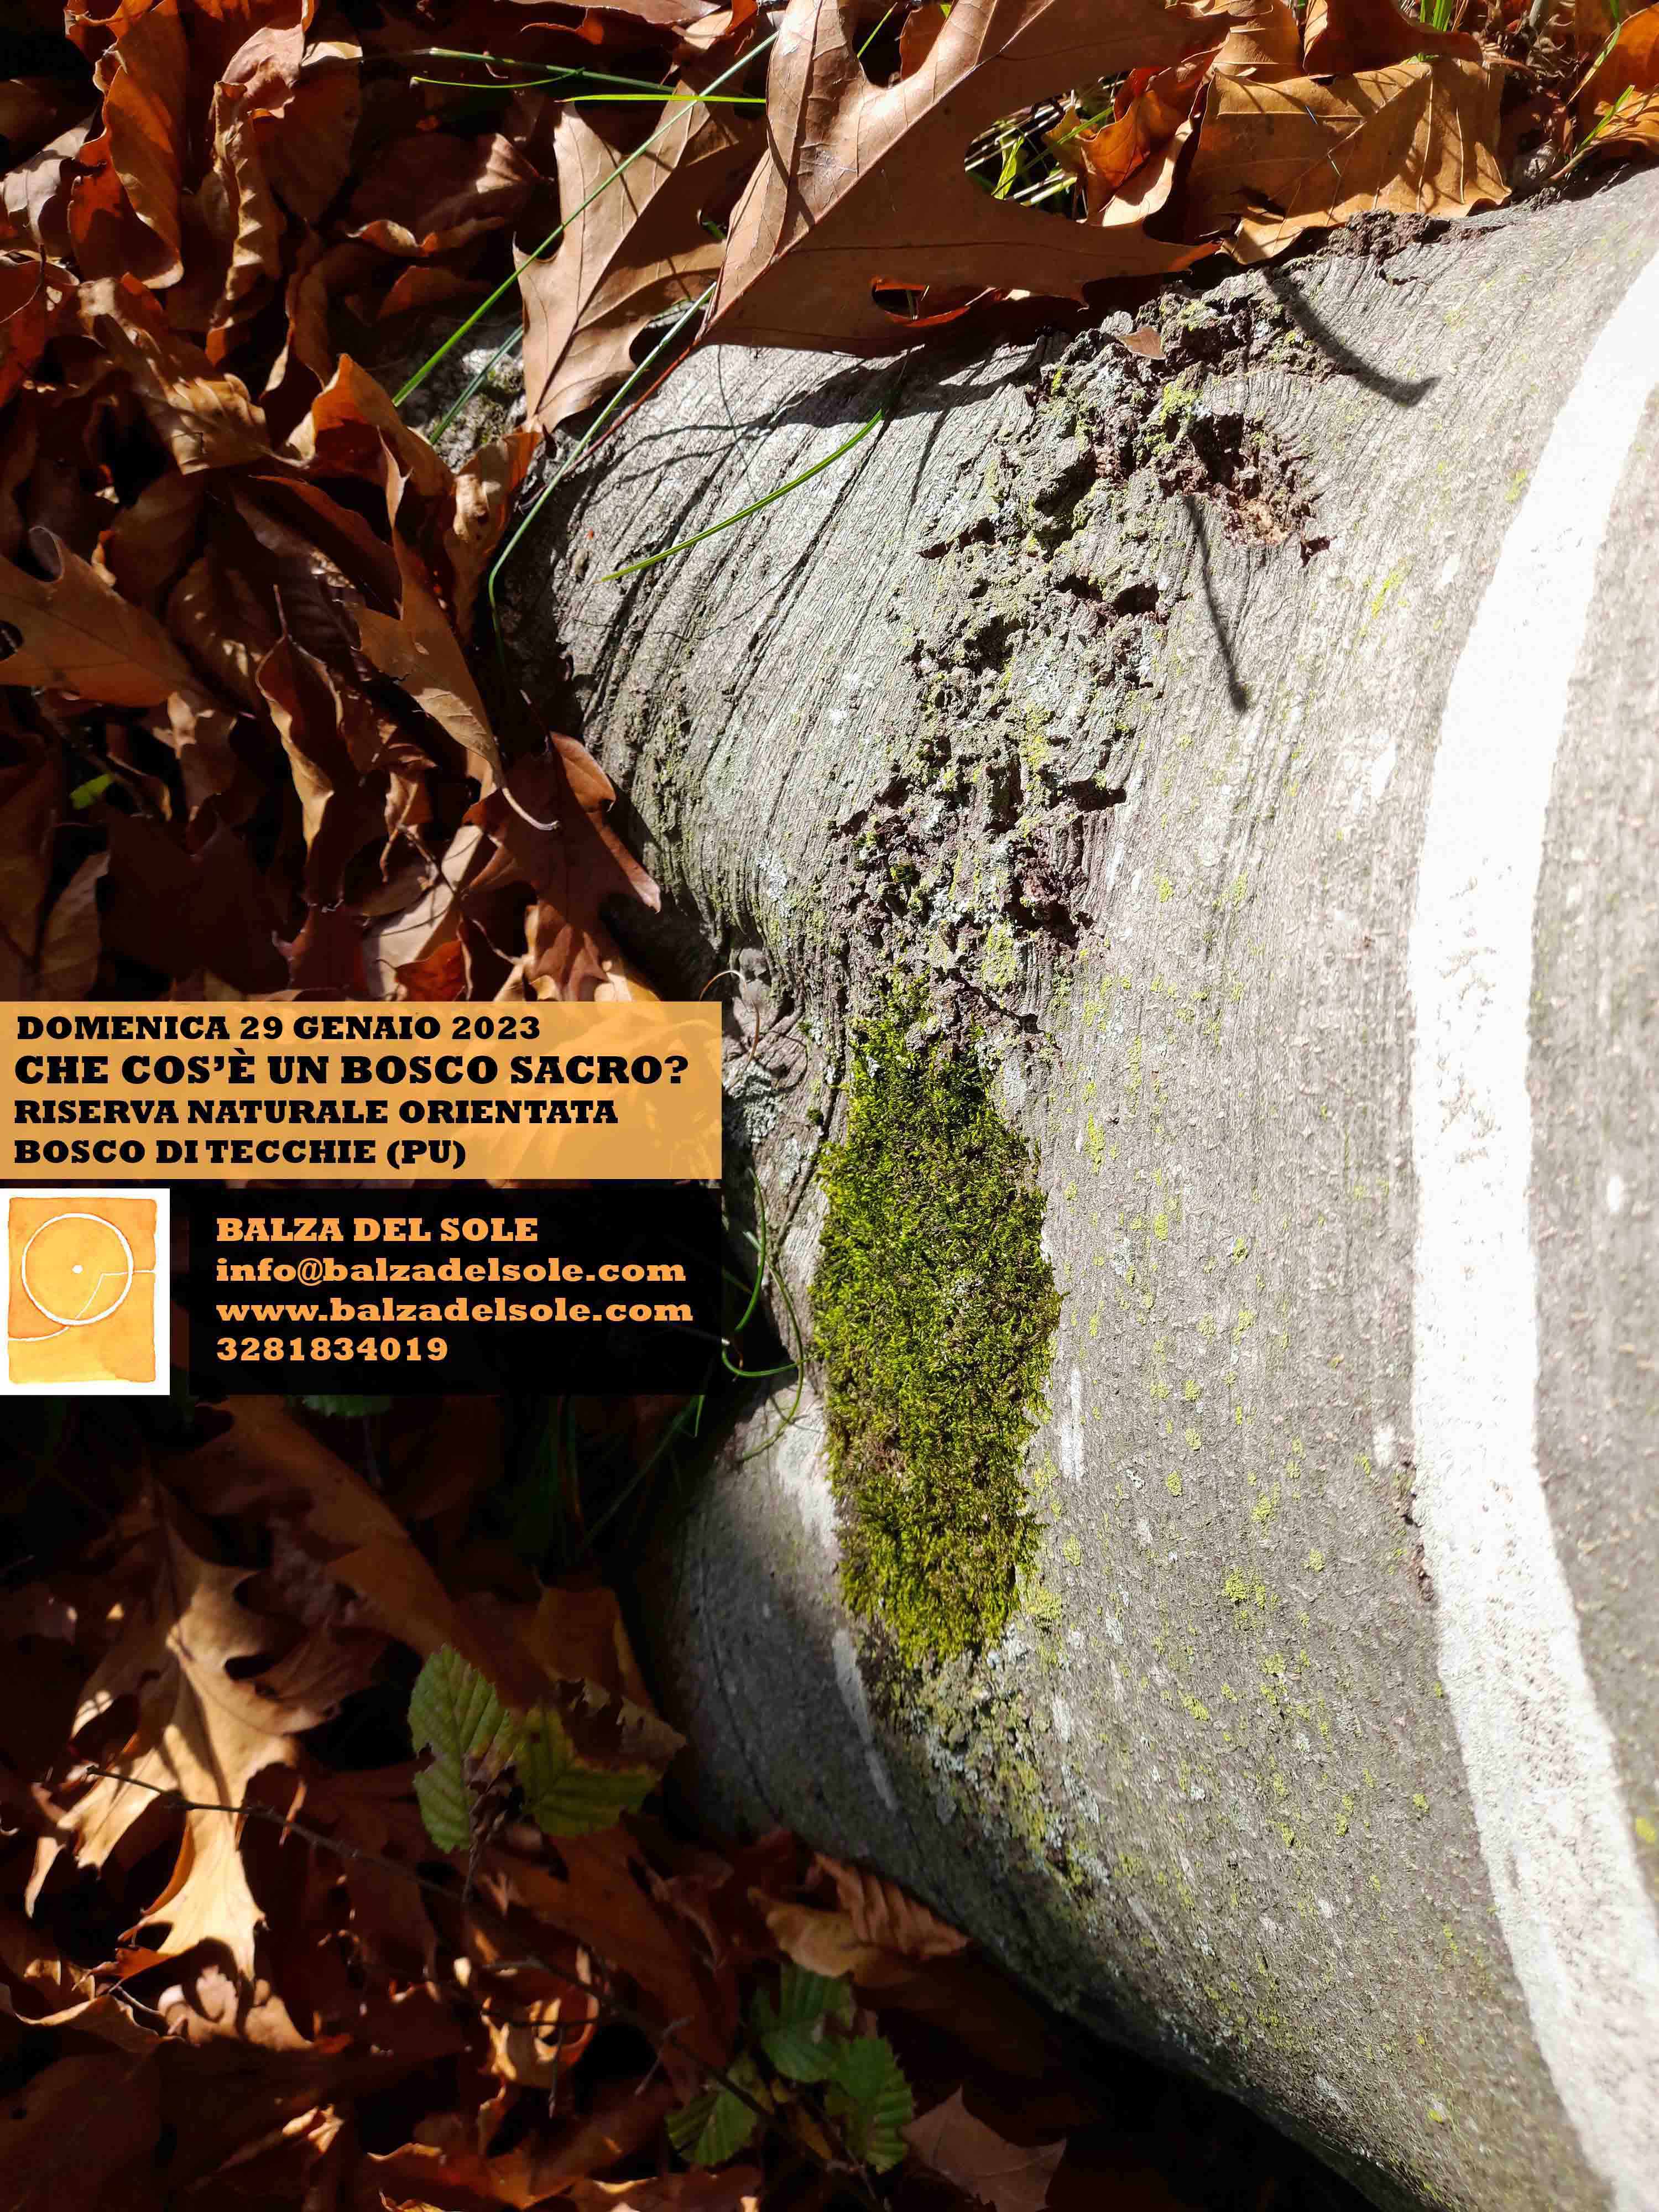 DOMENICA 29 GENAIO 2023
CHE COS'È UN BOSCO SACRO?
RISERVA NATURALE ORIENTATA
BOSCO DI TECCHIE (PU)
BALZA DEL SOLE
info@balzadelsole.com
www.balzadelsole.com
3281834019